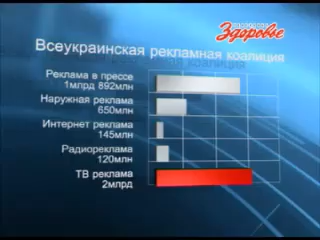 Здоровье
Всеукраинская рекламная коалиция
Реклама в прессе
1млрд 892млн
Наружная реклама
650млн
Интернет реклама
145млн
Радиореклама
120млн
ТВ реклама
2млрд